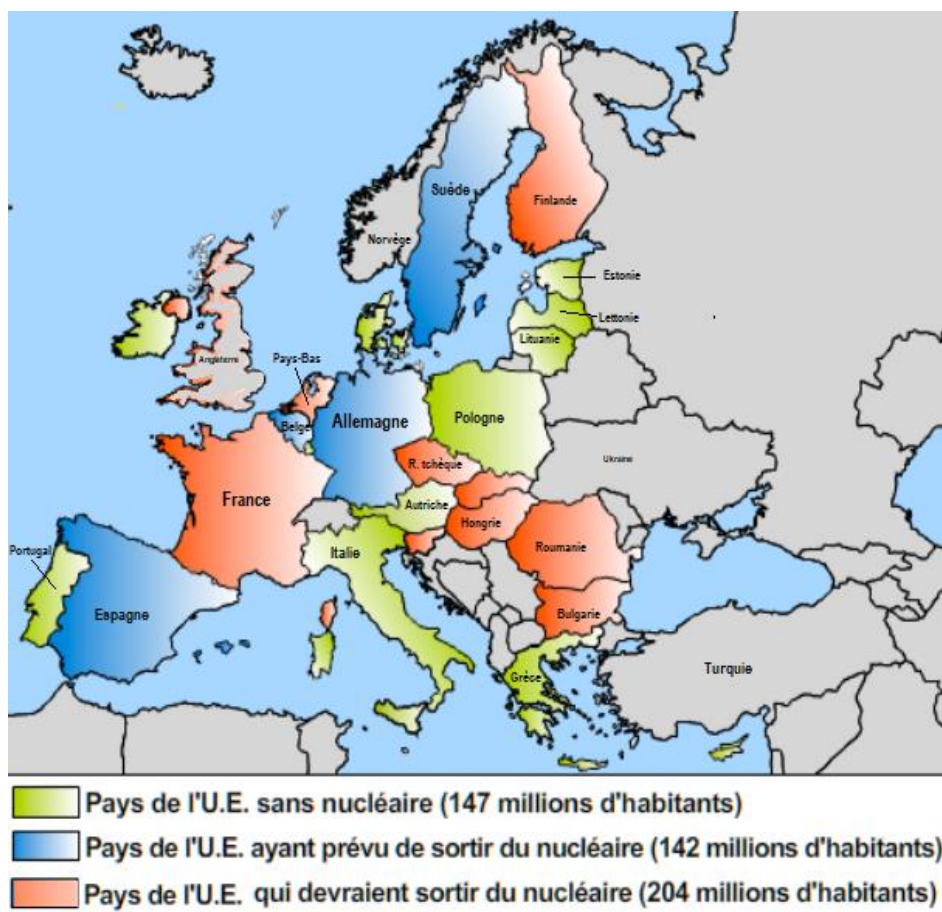 Suède
Finlande
Norvège
Estonie
Lettonie
Lituanie
Angleterre
Pays-Bas
Belge
Allemagne
Pologne
R. tchèque
Ukraine
France
Autriche
Hongrie
Italie
Roumanie
Portugal
Espagne
Bulgarie
Grèce
Turquie
Pays de l'U.E. sans nucléaire (147 millions d'habitants)
Pays de l'U.E. ayant prévu de sortir du nucléaire (142 millions d'habitants)
Pays de l'U.E. qui devraient sortir du nucléaire (204 millions d'habitants)